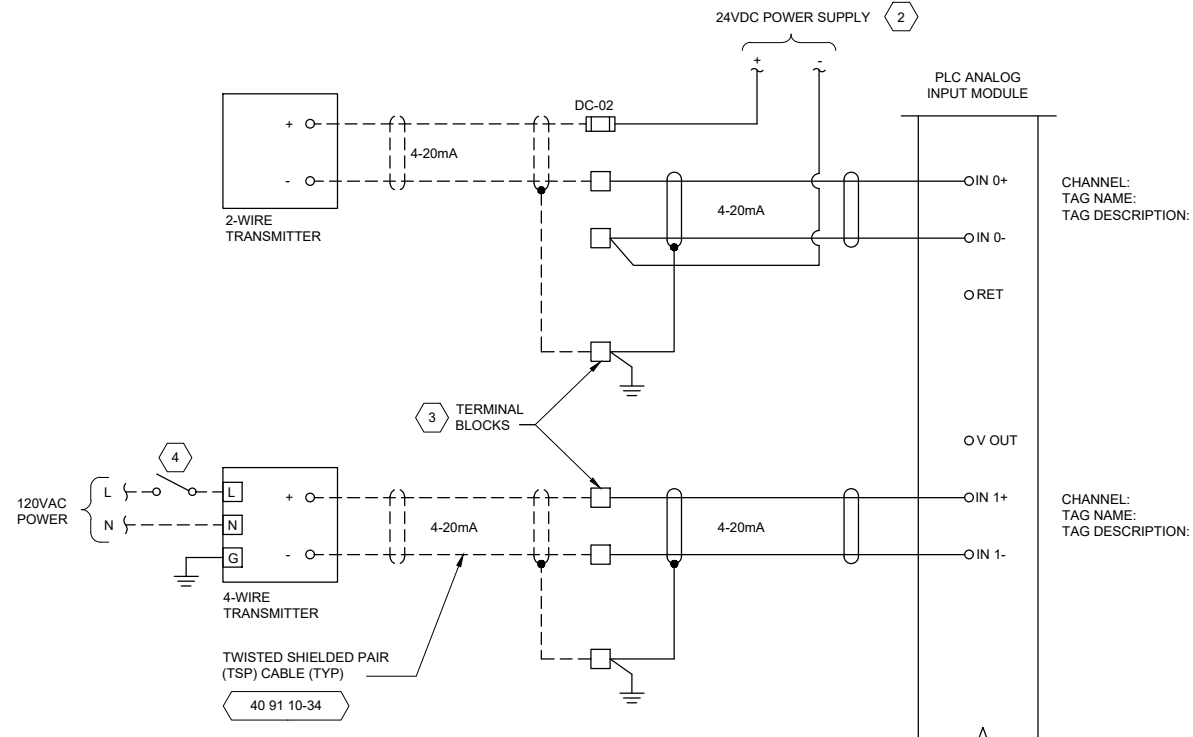 24VDC POWER SUPPLY
2
+
-
PLC ANALOG
INPUT MODULE
DC-02
+
4-20mA
-
2-WIRE
TRANSMITTER
4-20mA
IN 0+
IN 0-
RET
CHANNEL:
TAG NAME:
TAG DESCRIPTION:
3
TERMINAL
BLOCKS
V OUT
4
120VAC
POWER
L
N
L
N
G
+
-
4-20mA
4-WIRE
TRANSMITTER
4-20mA
IN 1+
IN 1-
CHANNEL:
TAG NAME:
TAG DESCRIPTION:
TWISTED SHIELDED PAIR
(TSP) CABLE (TYP)
40 91 10-34